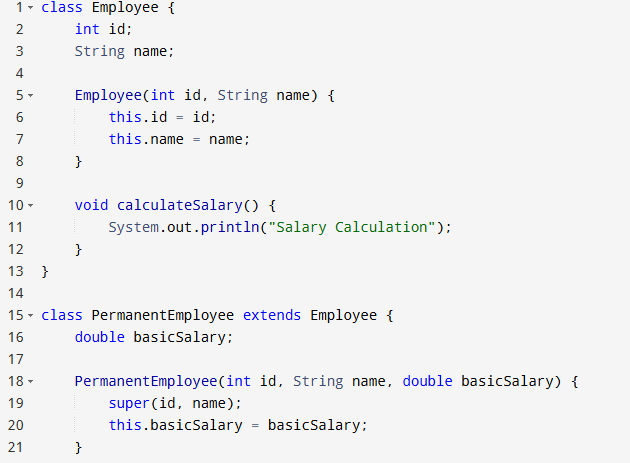 1 class Employee {
2 int id;
3 String name;
4
5 Employee(int id, String name) {
6 this.id = id;
7 this.name = name;
8 }
9
10 void calculateSalary() {
11 System.out.println("Salary Calculation");
12 }
13 }
14
15 class PermanentEmployee extends Employee {
16 double basicSalary;
17
18 PermanentEmployee(int id, String name, double basicSalary) {
19 super(id, name);
20 this.basicSalary = basicSalary;
21 }